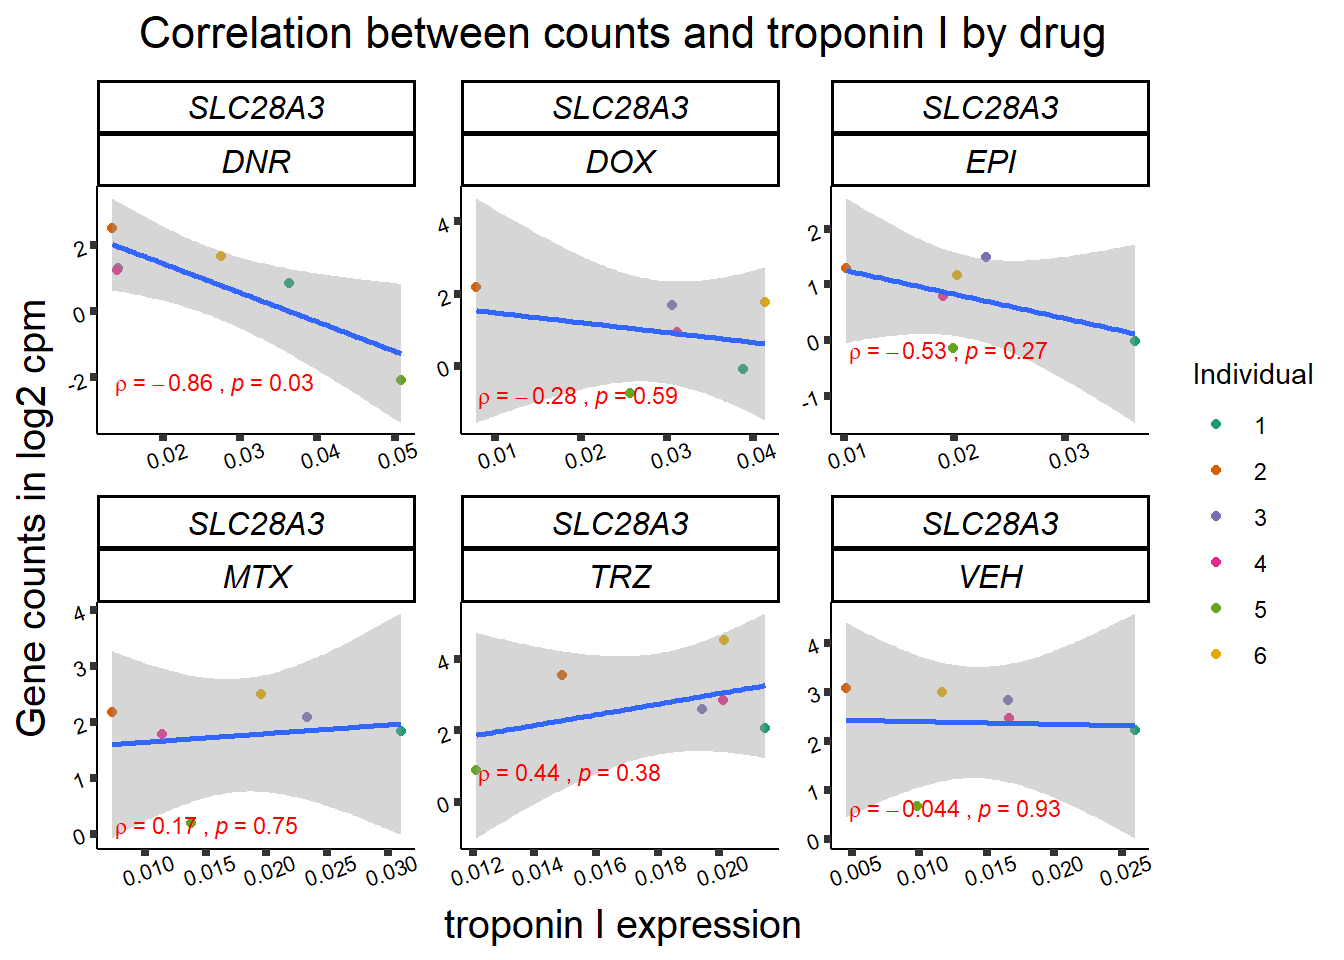 Correlation between counts and troponin I by drug
SLC28A3
DNR
SLC28A3
DOX
SLC28A3
EPI
2
0
-2
ρ = −0.86 , p = 0.03
0.02 0.03 0.04 0.05
4
2
0
ρ = −0.28 , p = 0.59
0.01 0.02 0.03 0.04
2
1
0
-1
ρ = −0.53 , p = 0.27
0.01 0.02 0.03
SLC28A3
MTX
SLC28A3
TRZ
SLC28A3
VEH
4
3
2
1
0
ρ = 0.17 , p = 0.75
0.010 0.015 0.020 0.025 0.030
4
2
0
ρ = 0.44 , p = 0.38
0.012 0.014 0.016 0.018 0.020
4
3
2
1
0
ρ = −0.044 , p = 0.93
0.005 0.010 0.015 0.020 0.025
Gene counts in log2 cpm
troponin I expression
Individual
1
2
3
4
5
6